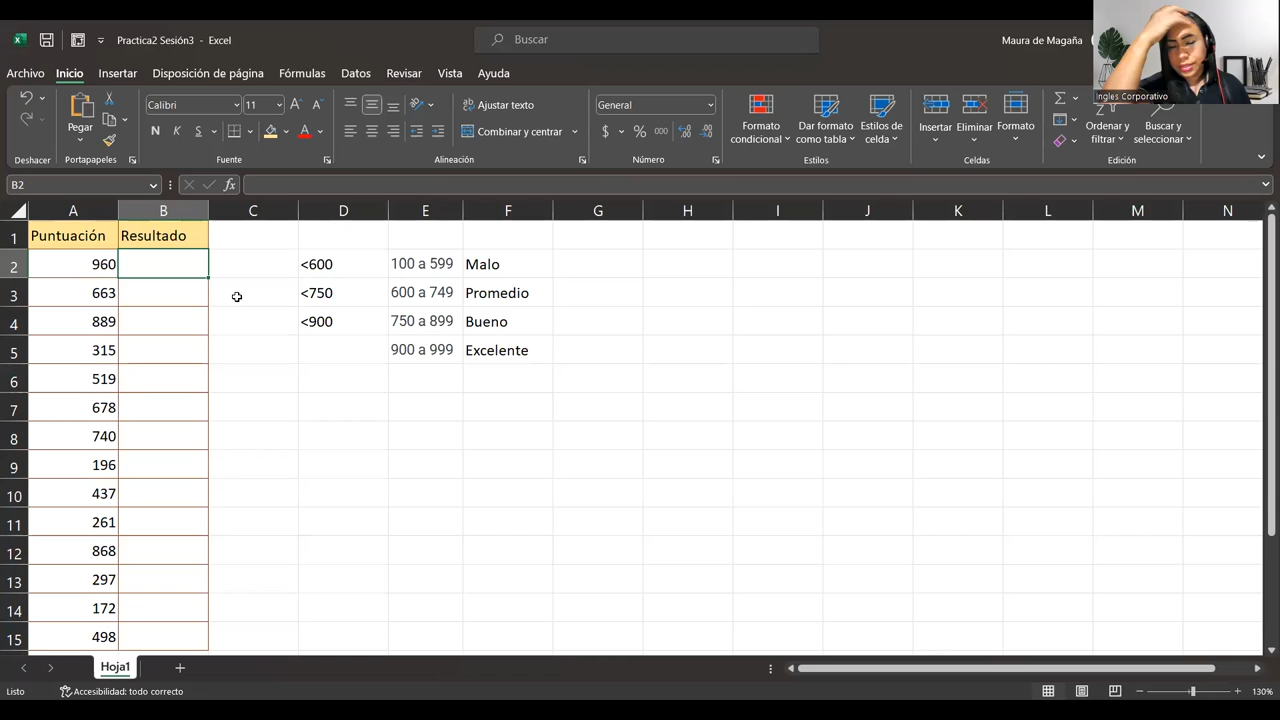 Practica2 Sesión3 - Excel
Buscar
Maura de Magaña
Ingles Corporativo
Archivo Inicio Insertar Disposición de página Fórmulas Datos Revisar Vista Ayuda
Calibri 11 Ajustar texto General
Pegar N K S Combinar y centrar $ % 000 Formato condicional Dar formato como tabla Estilos de celda Insertar Eliminar Formato Ordenar y filtrar Buscar y seleccionar
Deshacer Portapapeles Fuente Alineación Número Estilos Celdas Edición
B2 fx
A B C D E F G H I J K L M N
1 Puntuación Resultado
2 960 <600 100 a 599 Malo
3 663 <750 600 a 749 Promedio
4 889 <900 750 a 899 Bueno
5 315 900 a 999 Excelente
6 519
7 678
8 740
9 196
10 437
11 261
12 868
13 297
14 172
15 498
Hoja1
Listo Accesibilidad: todo correcto 130%